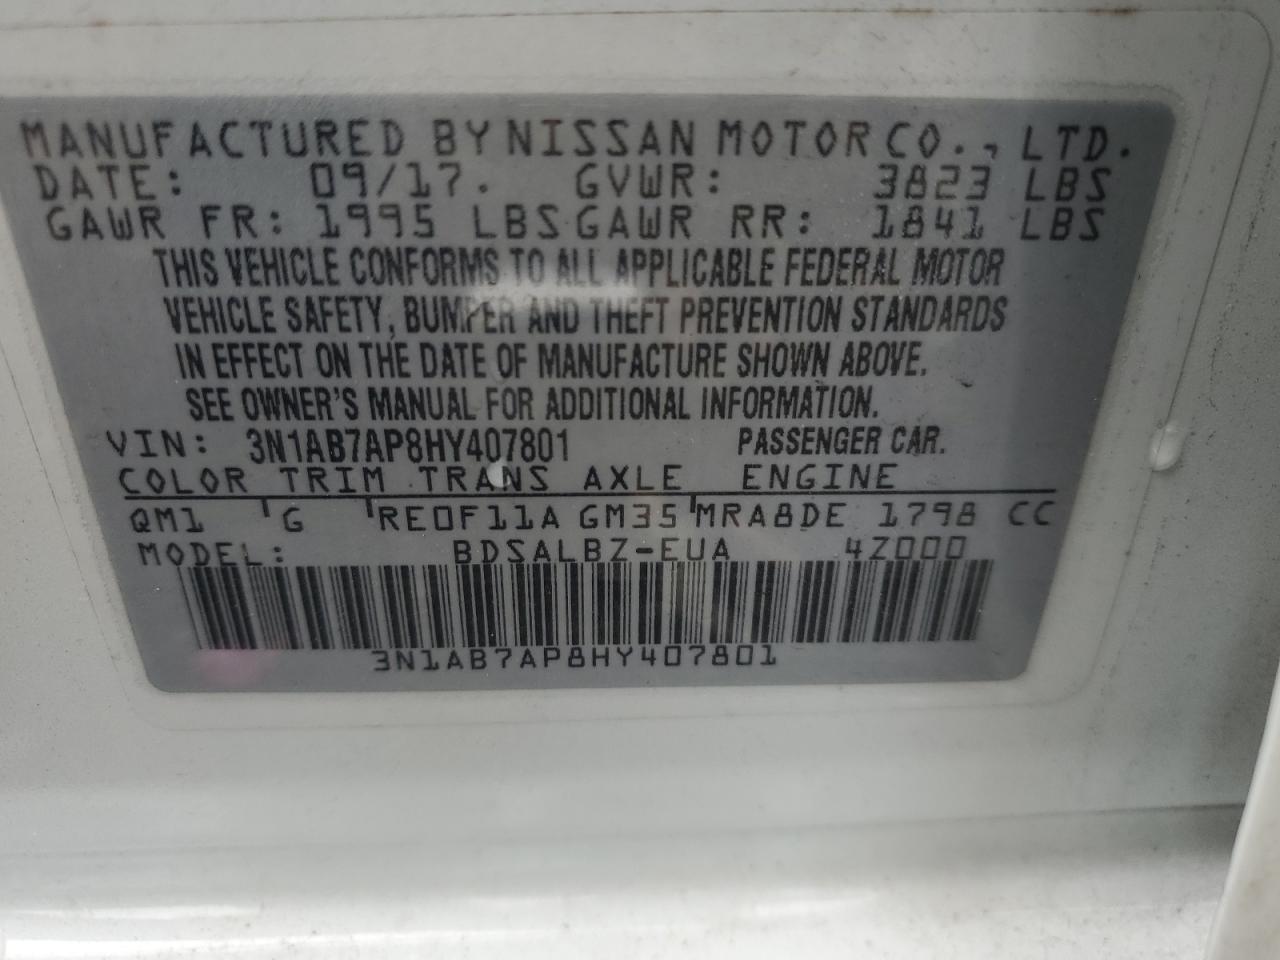 MANUFACTURED BY NISSAN MOTOR CO., LTD.
DATE: 09/17. GVWR: 3823 LBS
GAWR FR: 1995 LBS GAWR RR: 1841 LBS
THIS VEHICLE CONFORMS TO ALL APPLICABLE FEDERAL MOTOR
VEHICLE SAFETY, BUMPER AND THEFT PREVENTION STANDARDS
IN EFFECT ON THE DATE OF MANUFACTURE SHOWN ABOVE.
SEE OWNER'S MANUAL FOR ADDITIONAL INFORMATION.
VIN: 3N1AB7AP8HY407801 PASSENGER CAR.
COLOR TRIM TRANS AXLE ENGINE
QM1 G RE0F11A GM35 MRA8DE 1798 CC
MODEL: BDSALBZ-EUA 4Z000
3N1AB7AP8HY407801